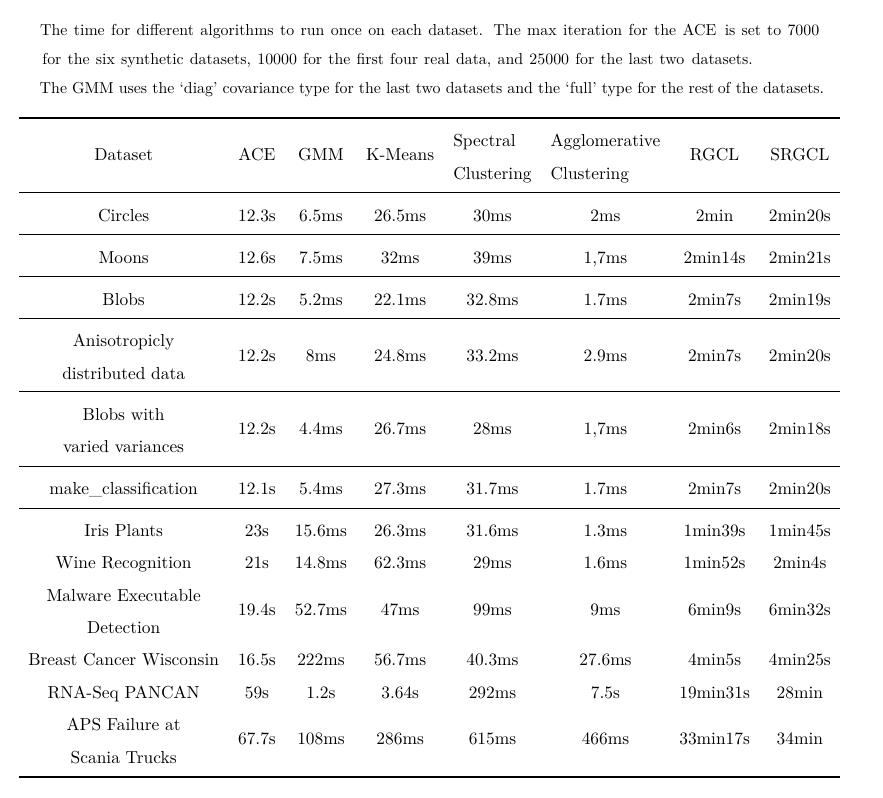 The time for different algorithms to run once on each dataset. The max iteration for the ACE is set to 7000
for the six synthetic datasets, 10000 for the first four real data, and 25000 for the last two datasets.
The GMM uses the ‘diag’ covariance type for the last two datasets and the ‘full’ type for the rest of the datasets.
Dataset ACE GMM K-Means Spectral Clustering Agglomerative Clustering RGCL SRGCL
Circles 12.3s 6.5ms 26.5ms 30ms 2ms 2min 2min20s
Moons 12.6s 7.5ms 32ms 39ms 1,7ms 2min14s 2min21s
Blobs 12.2s 5.2ms 22.1ms 32.8ms 1.7ms 2min7s 2min19s
Anisotropicly
distributed data 12.2s 8ms 24.8ms 33.2ms 2.9ms 2min7s 2min20s
Blobs with
varied variances 12.2s 4.4ms 26.7ms 28ms 1,7ms 2min6s 2min18s
make_classification 12.1s 5.4ms 27.3ms 31.7ms 1.7ms 2min7s 2min20s
Iris Plants 23s 15.6ms 26.3ms 31.6ms 1.3ms 1min39s 1min45s
Wine Recognition 21s 14.8ms 62.3ms 29ms 1.6ms 1min52s 2min4s
Malware Executable
Detection 19.4s 52.7ms 47ms 99ms 9ms 6min9s 6min32s
Breast Cancer Wisconsin 16.5s 222ms 56.7ms 40.3ms 27.6ms 4min5s 4min25s
RNA-Seq PANCAN 59s 1.2s 3.64s 292ms 7.5s 19min31s 28min
APS Failure at
Scania Trucks 67.7s 108ms 286ms 615ms 466ms 33min17s 34min